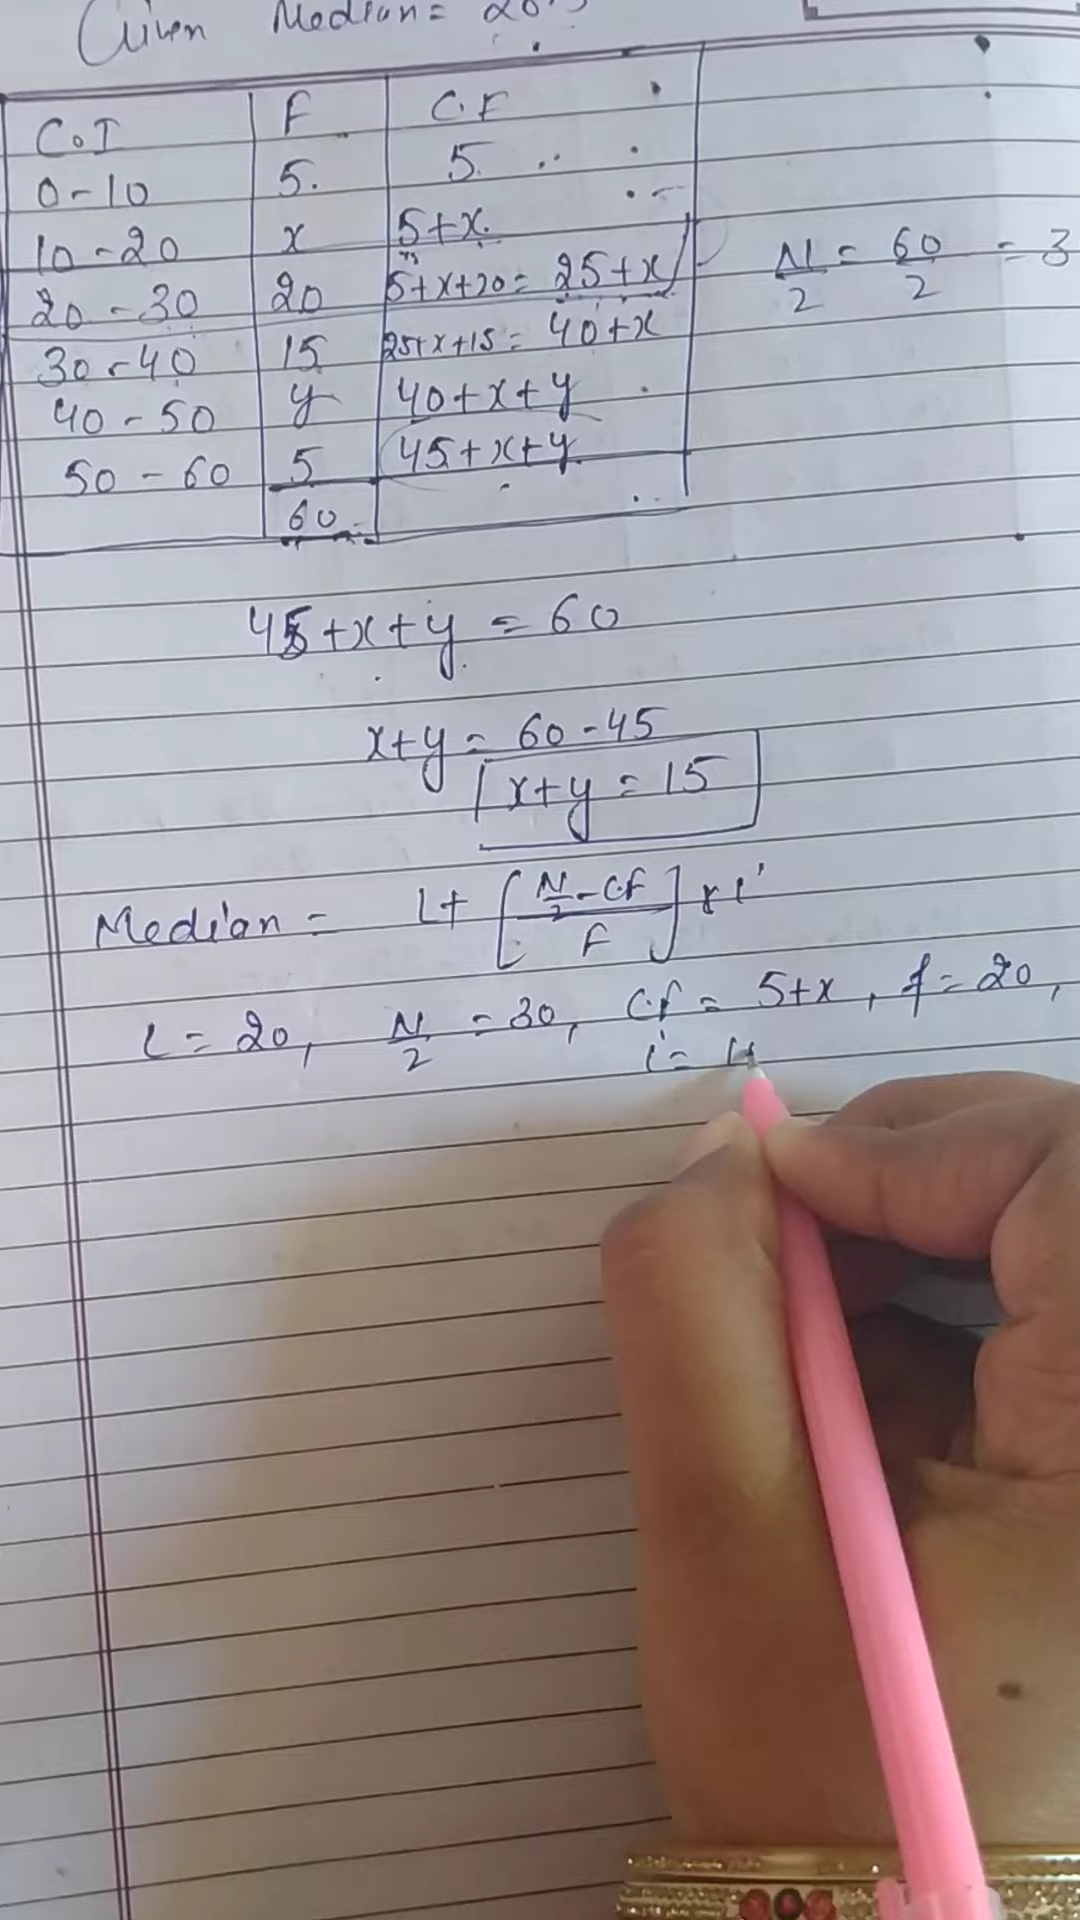 Given Median = 28.5
C.I F C.F
0-10 5. 5
10-20 x 5+x
20-30 20 5+x+20= 25+x
N/2 = 60/2 = 3
30-40 15 25+x+15= 40+x
40-50 y 40+x+y
50-60 5 45+x+y
60
45+x+y = 60
x+y = 60-45
x+y = 15
Median = L+ [N/2 - C.F / F] x i
L = 20, N/2 = 30, C.f = 5+x, f = 20,
i =